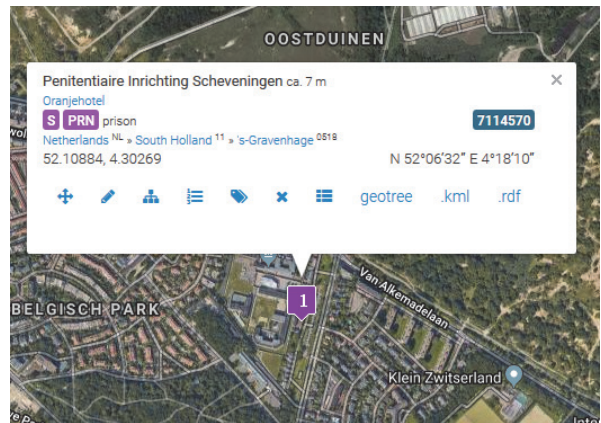 OOSTDUINEN
Penitentiaire Inrichting Scheveningen ca. 7 m ×
Oranjehotel
S PRN prison 7114570
Netherlands NL » South Holland 11 » 's-Gravenhage 0518
52.10884, 4.30269 N 52°06'32" E 4°18'10"
geotree .kml .rdf
1
Van Alkemadelaan
BELGISCH PARK
Klein Zwitserland